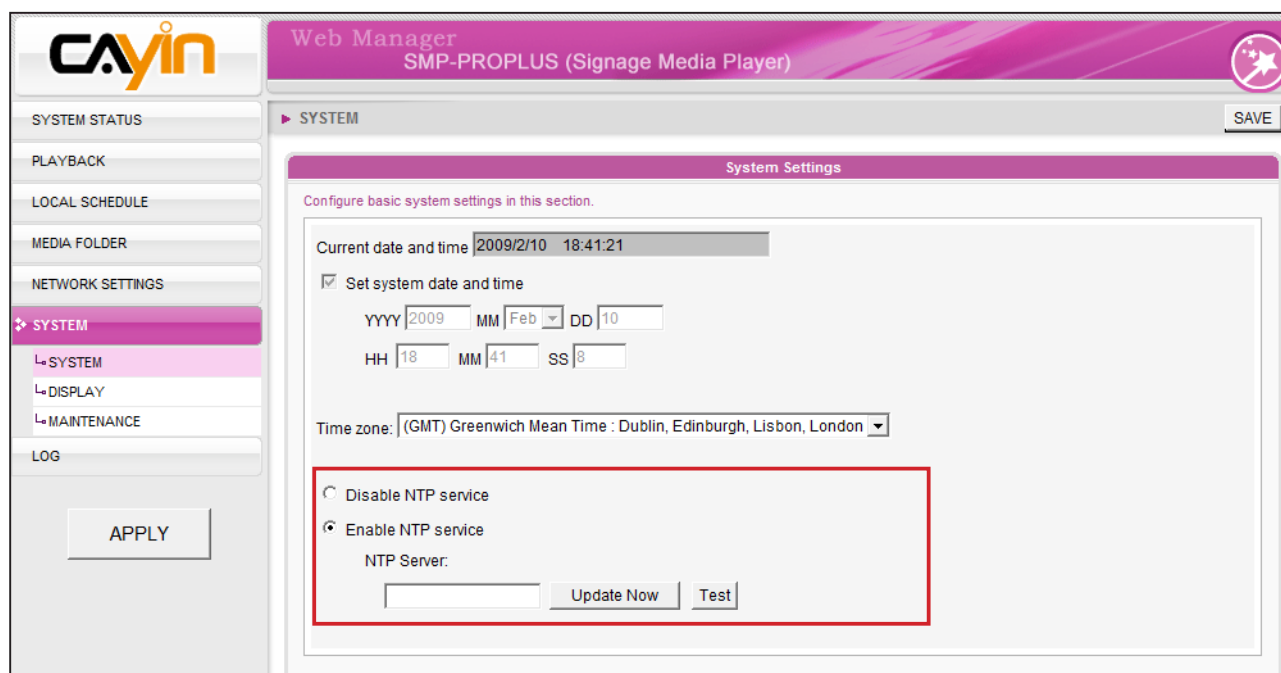 CAYIN
Web Manager
SMP-PROPLUS (Signage Media Player)
SYSTEM STATUS
PLAYBACK
LOCAL SCHEDULE
MEDIA FOLDER
NETWORK SETTINGS
SYSTEM
SYSTEM
DISPLAY
MAINTENANCE
LOG
APPLY
SYSTEM
SAVE
System Settings
Configure basic system settings in this section.
Current date and time 2009/2/10 18:41:21
Set system date and time
YYYY 2009 MM Feb DD 10
HH 18 MM 41 SS 8
Time zone: (GMT) Greenwich Mean Time : Dublin, Edinburgh, Lisbon, London
Disable NTP service
Enable NTP service
NTP Server:
Update Now Test